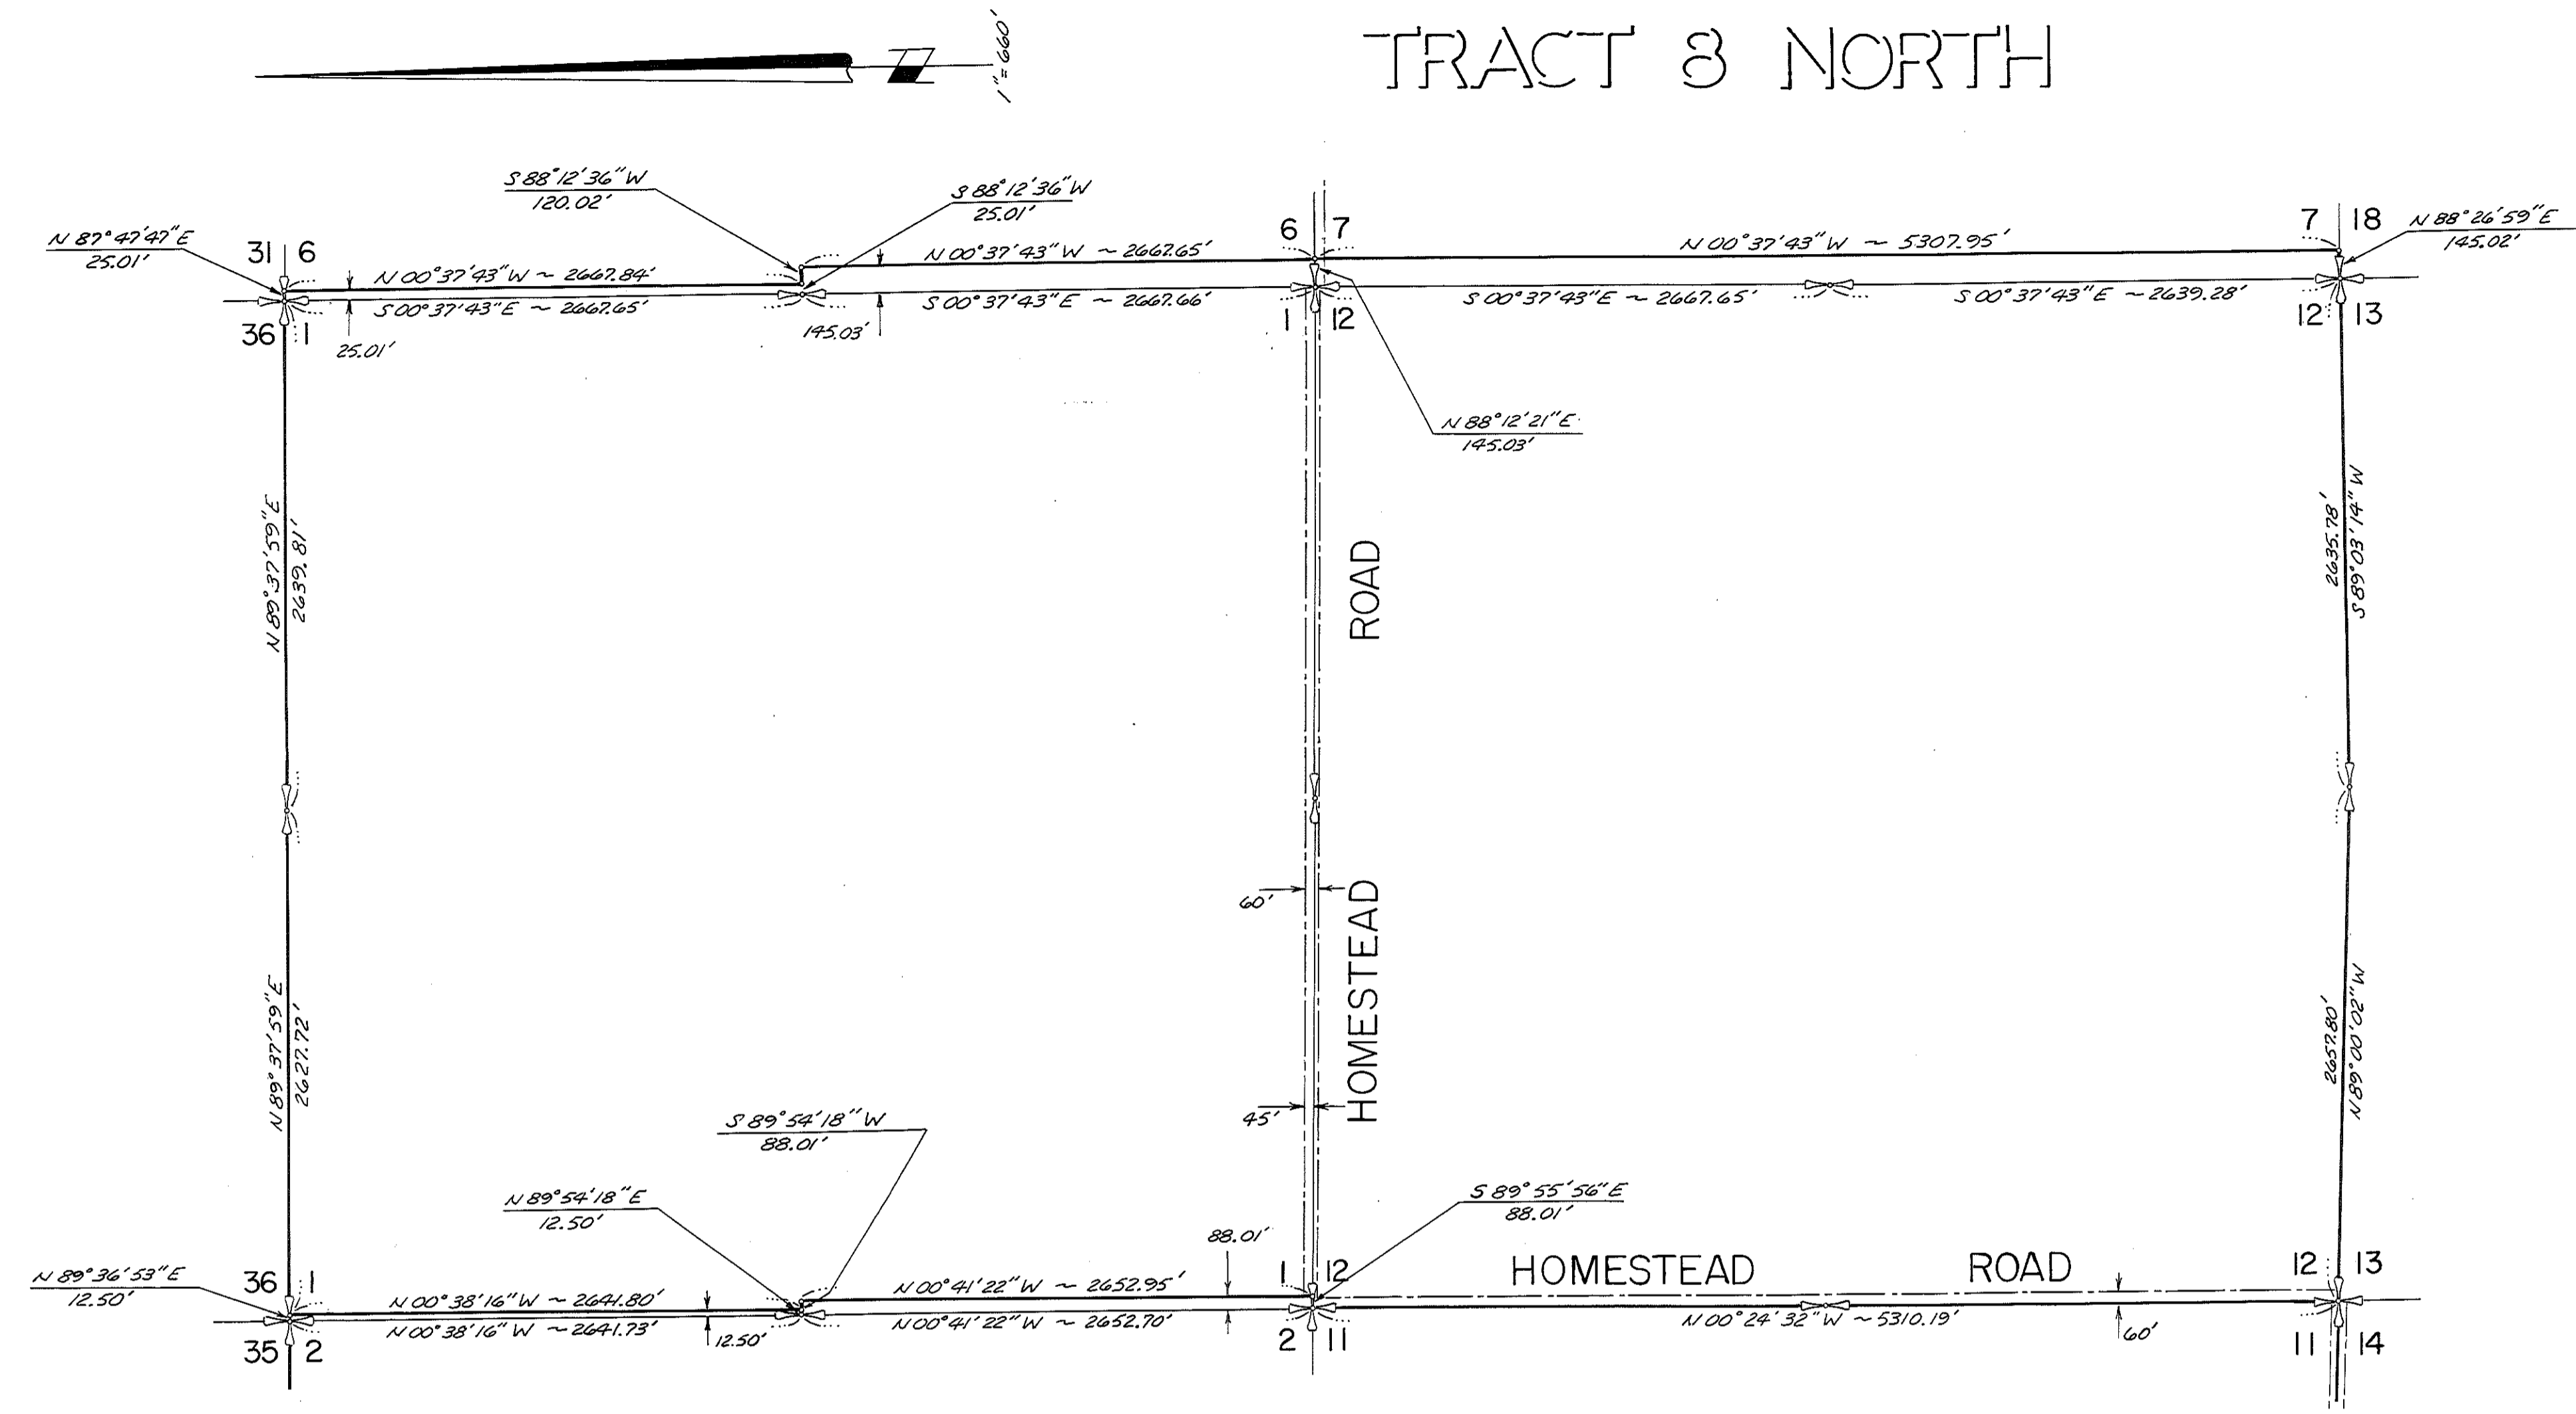 1"=660'
TRACT 8 NORTH
S 88°12'36"W
120.02'
S 88°12'36"W
25.01'
N 87°47'47"E
25.01'
31 6
36 1
N 00°37'43"W ~ 2667.84'
S 00°37'43"E ~ 2667.65'
25.01'
N 00°37'43"W ~ 2667.65'
S 00°37'43"E ~ 2667.66'
145.03'
6 7
1 12
N 00°37'43"W ~ 5307.95'
S 00°37'43"E ~ 2667.65'
S 00°37'43"E ~ 2639.28'
7 18
12 13
N 88°26'59"E
145.02'
N 88°12'21"E
145.03'
N 89°37'59"E
2639.81'
ROAD
2635.78'
S 89°03'14"W
60'
HOMESTEAD
45'
N 89°37'59"E
2627.72'
2657.80'
N 89°00'02"W
S 89°54'18"W
88.01'
N 89°54'18"E
12.50'
S 89°55'56"E
88.01'
88.01'
N 89°36'53"E
12.50'
36 1
35 2
N 00°38'16"W ~ 2641.80'
N 00°38'16"W ~ 2641.73'
12.50'
N 00°41'22"W ~ 2652.95'
N 00°41'22"W ~ 2652.70'
1 12
2 11
HOMESTEAD ROAD
N 00°24'32"W ~ 5310.19'
60'
12 13
11 14